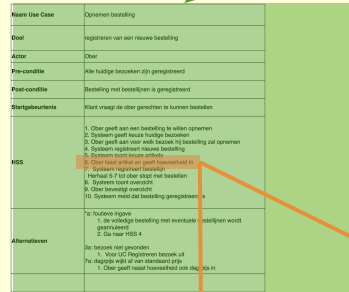 Naam Use Case Opnemen bestelling
Doel registreren van een nieuwe bestelling
Actor Ober
Pre-conditie Alle huidige bezoeken zijn geregistreerd
Post-conditie Bestelling met bestellijnen is geregistreerd
Startgebeurtenis Klant vraagt de ober gerechten te kunnen bestellen
HSS
1. Ober geeft aan een bestelling te willen opnemen
2. Systeem geeft keuze huidige bezoeken
3. Ober geeft aan voor welk bezoek hij bestelling zal opnemen
4. Systeem registreert nieuwe bestelling
5. Systeem toont keuze artikels
6. Ober kiest artikel en geeft hoeveelheid in
7. Systeem registreert bestellijn
Herhaal 5-7 tot ober stopt met bestellen
8. Systeem toont overzicht
9. Ober bevestigt overzicht
10. Systeem meldt dat bestelling geregistreerd is
Alternatieven
*a: foutieve ingave
1. de volledige bestelling met eventuele bestellijnen wordt
geannuleerd
2. Ga naar HSS 4
3a: bezoek niet gevonden
1. Voer UC Registreren bezoek uit
7a: dagprijs wijkt af van standaard prijs
1. Ober geeft naast hoeveelheid ook dagprijs in